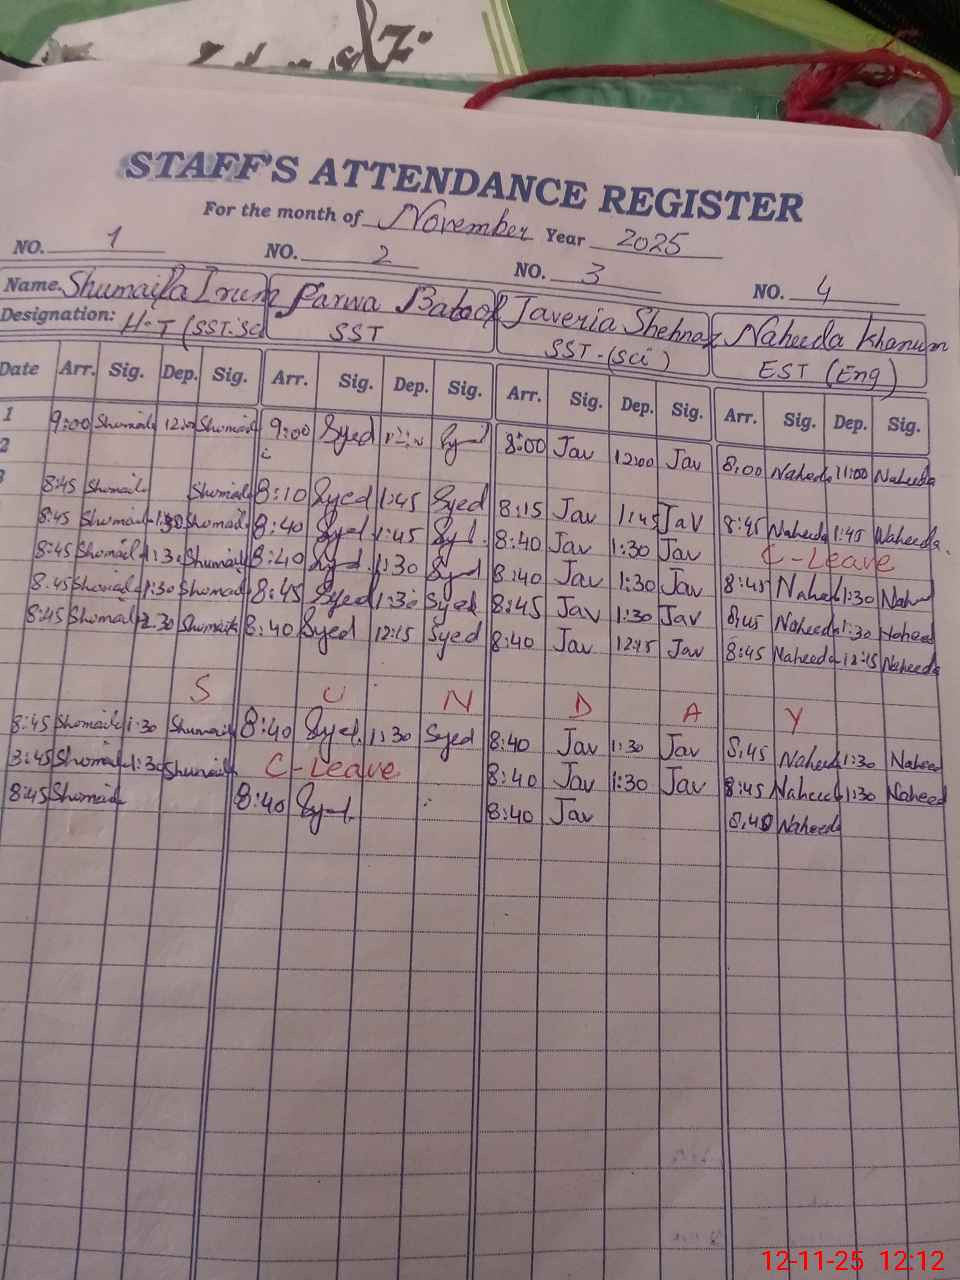 STAFF'S ATTENDANCE REGISTER
For the month of November Year 2025
NO. 1 NO. 2 NO. 3 NO. 4
Name. Shumaila Irum Parwa Batool Javeria Shehnaz Naheeda Khanum
Designation: H-T (SST.Sci SST SST-(Sci) EST (Eng)
Date Arr. Sig. Dep. Sig. Arr. Sig. Dep. Sig. Arr. Sig. Dep. Sig. Arr. Sig. Dep. Sig.
1 9:00 Shumaila Shumaila 9:00 Syed 8:00 Jav 12:00 Jav 8:00 Naheeda 11:00 Naheeda
2
3 8:45 Shumaila Shumaila 8:10 Syed 1:45 Syed 8:15 Jav 1:45 Jav 8:45 Naheeda 1:45 Naheeda
8:45 Shumaila 1:30 Shumaila 8:40 Syed 1:45 Syed 8:40 Jav 1:30 Jav C-Leave
8:45 Shumaila 1:30 Shumaila 8:40 Syed 1:30 Syed 8:40 Jav 1:30 Jav 8:45 Naheed 1:30 Naheed
8:45 Shumaila 1:30 Shumaila 8:45 Syed 1:30 Syed 8:45 Jav 1:30 Jav 8:45 Naheeda 1:30 Naheed
8:45 Shumaila 12:30 Shumaila 8:40 Syed 12:15 Syed 8:40 Jav 12:15 Jav 8:45 Naheeda 12:15 Naheeda
S U N D A Y
8:45 Shumaila 1:30 Shumaila 8:40 Syed 1:30 Syed 8:40 Jav 1:30 Jav 8:45 Naheed 1:30 Naheed
8:45 Shumaila 1:30 Shumaila C-Leave 8:40 Jav 1:30 Jav 8:45 Naheed 1:30 Naheed
8:45 Shumaila 8:40 Syed 8:40 Jav 8:40 Naheeda
12-11-25 12:12